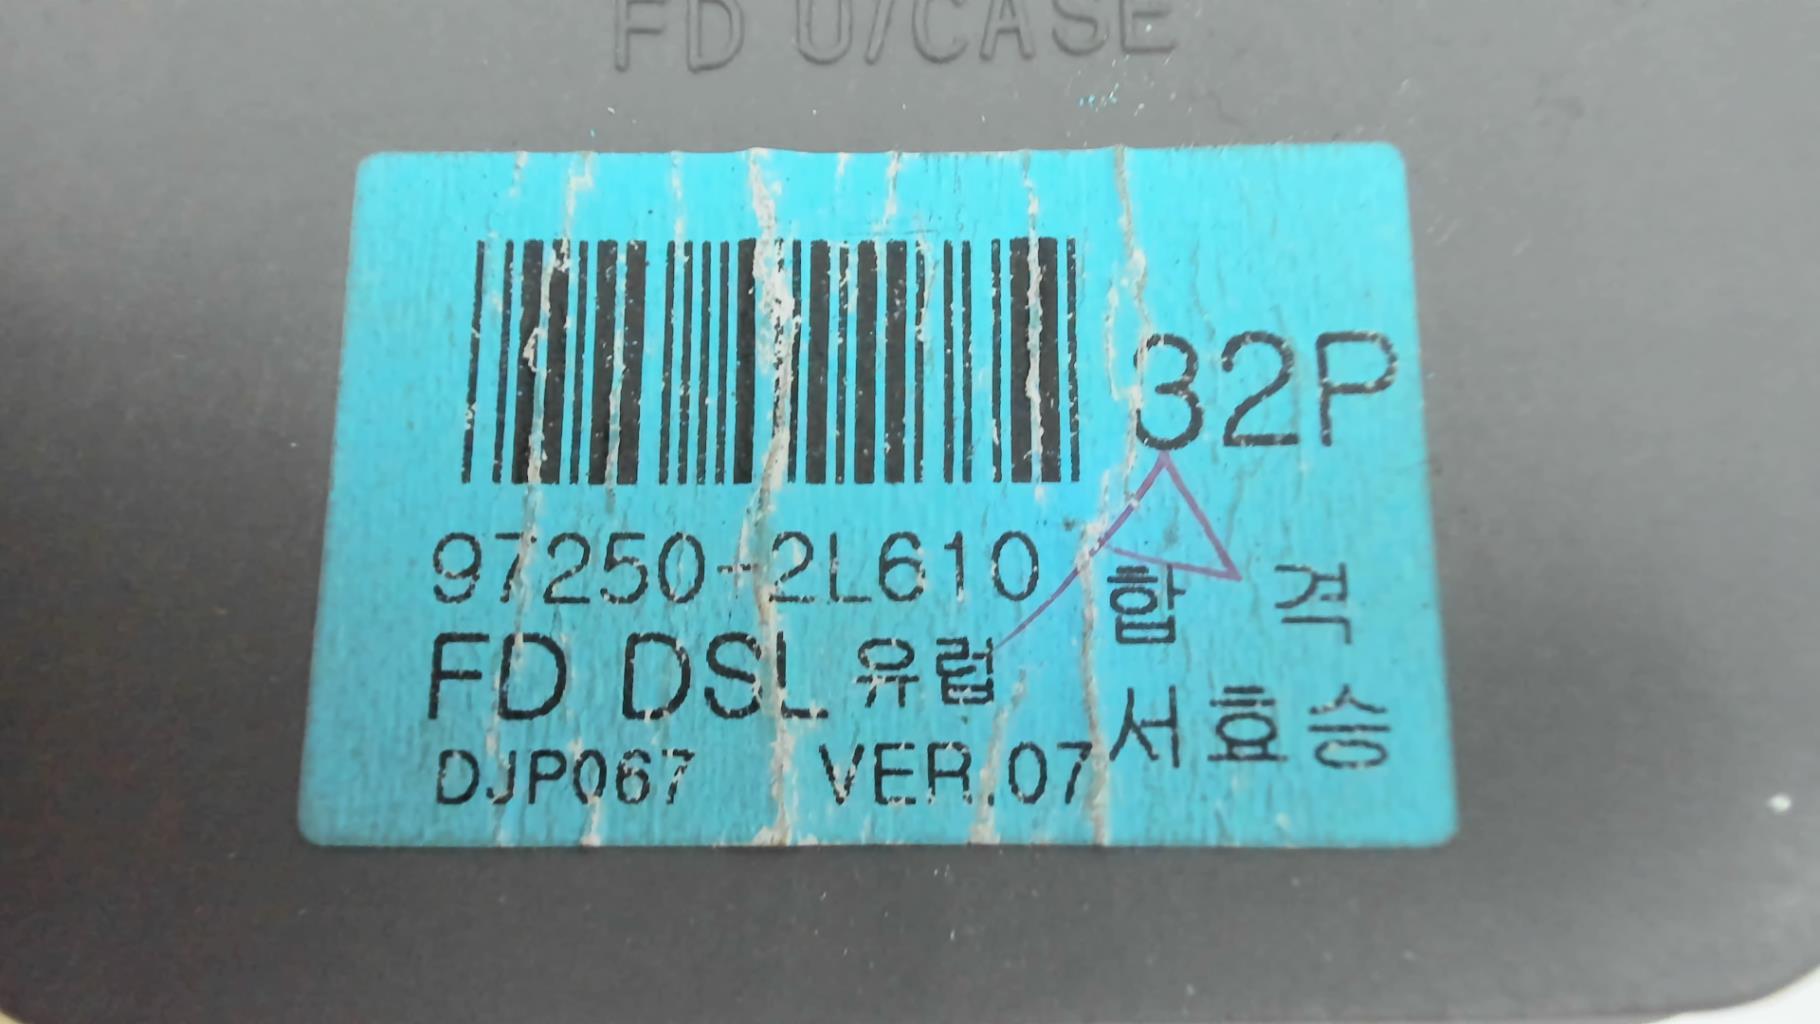 FD U/CASE
32P
97250-2L610
합 격
FD DSL 유럽
서효승
DJP067 VER.07